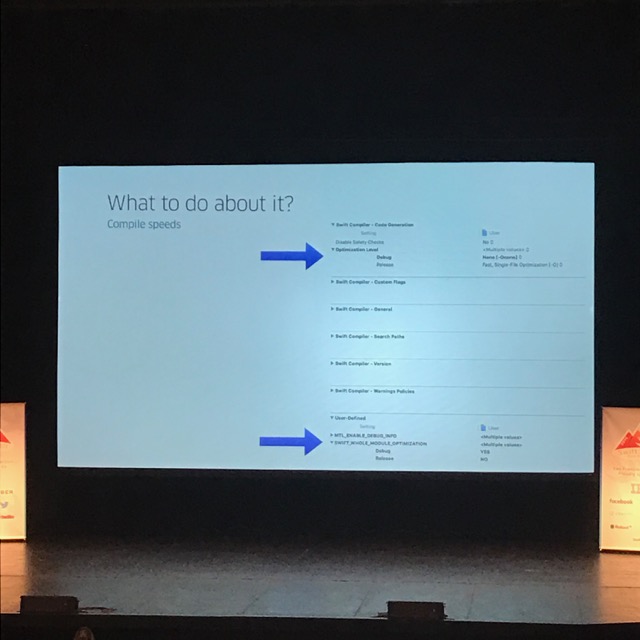 What to do about it?
Compile speeds
▼ Swift Compiler - Code Generation
Setting User
Disable Safety Checks No
▼ Optimization Level <Multiple values>
Debug None [-Onone]
Release Fast, Single-File Optimization [-O]
▶ Swift Compiler - Custom Flags
▶ Swift Compiler - General
▶ Swift Compiler - Search Paths
▶ Swift Compiler - Version
▶ Swift Compiler - Warnings Policies
▼ User-Defined
Setting User
▶ MTL_ENABLE_DEBUG_INFO <Multiple values>
▼ SWIFT_WHOLE_MODULE_OPTIMIZATION <Multiple values>
Debug YES
Release NO
facebook